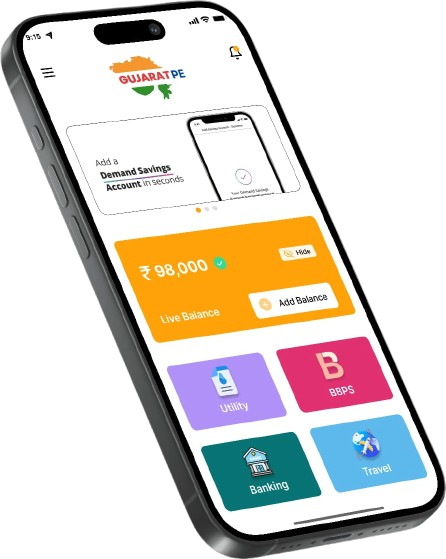 9:15
GUJARATPE
Add a
Demand Savings
Account in seconds
₹ 98,000
Hide
Live Balance
Add Balance
Utility
B
BBPS
Banking
Travel